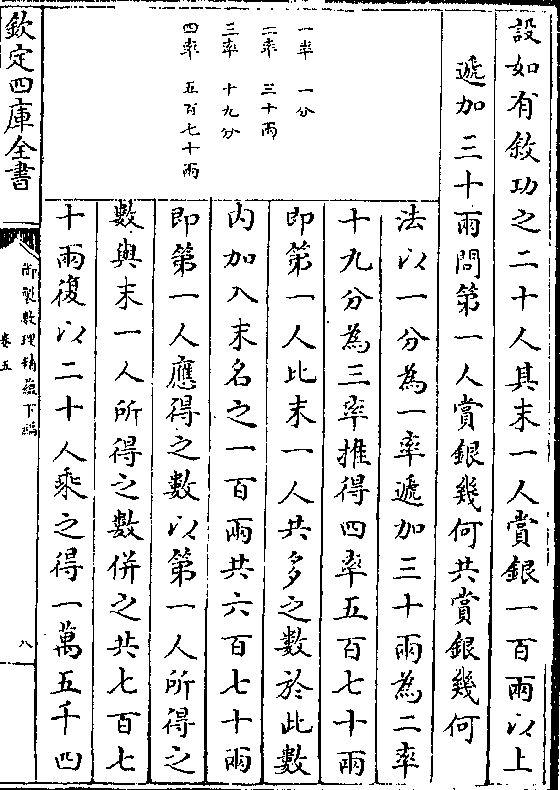 設如有敘功之二十人其末一人賞銀一百兩以上
遞加三十兩問第一人賞銀幾何共賞銀幾何
一率　一分
二率　三十兩
三率　十九分
四率　五百七十兩
法以一分為一率遞加三十兩為二率
十九分為三率推得四率五百七十兩
即第一人比末一人共多之數於此數
内加入末名之一百兩共六百七十兩
即第一人應得之數以第一人所得之
數與末一人所得之數併之共七百七
十兩復以二十人乘之得一萬五千四
欽定四庫全書
御製數理精蘊下編
卷五
八